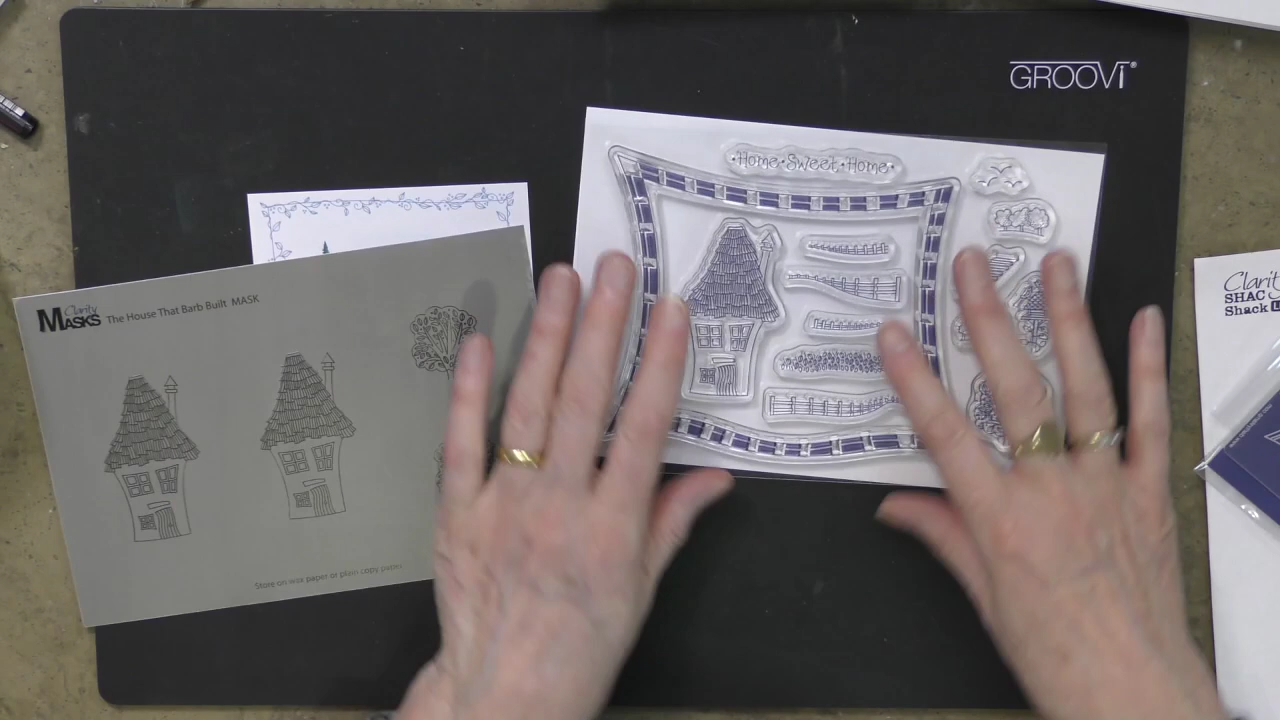 GROOVi®
•Home•Sweet•Home•
Clarity
MASKS The House That Barb Built MASK
Store on wax paper or plain copy paper
Clarity
SHAC
Shack